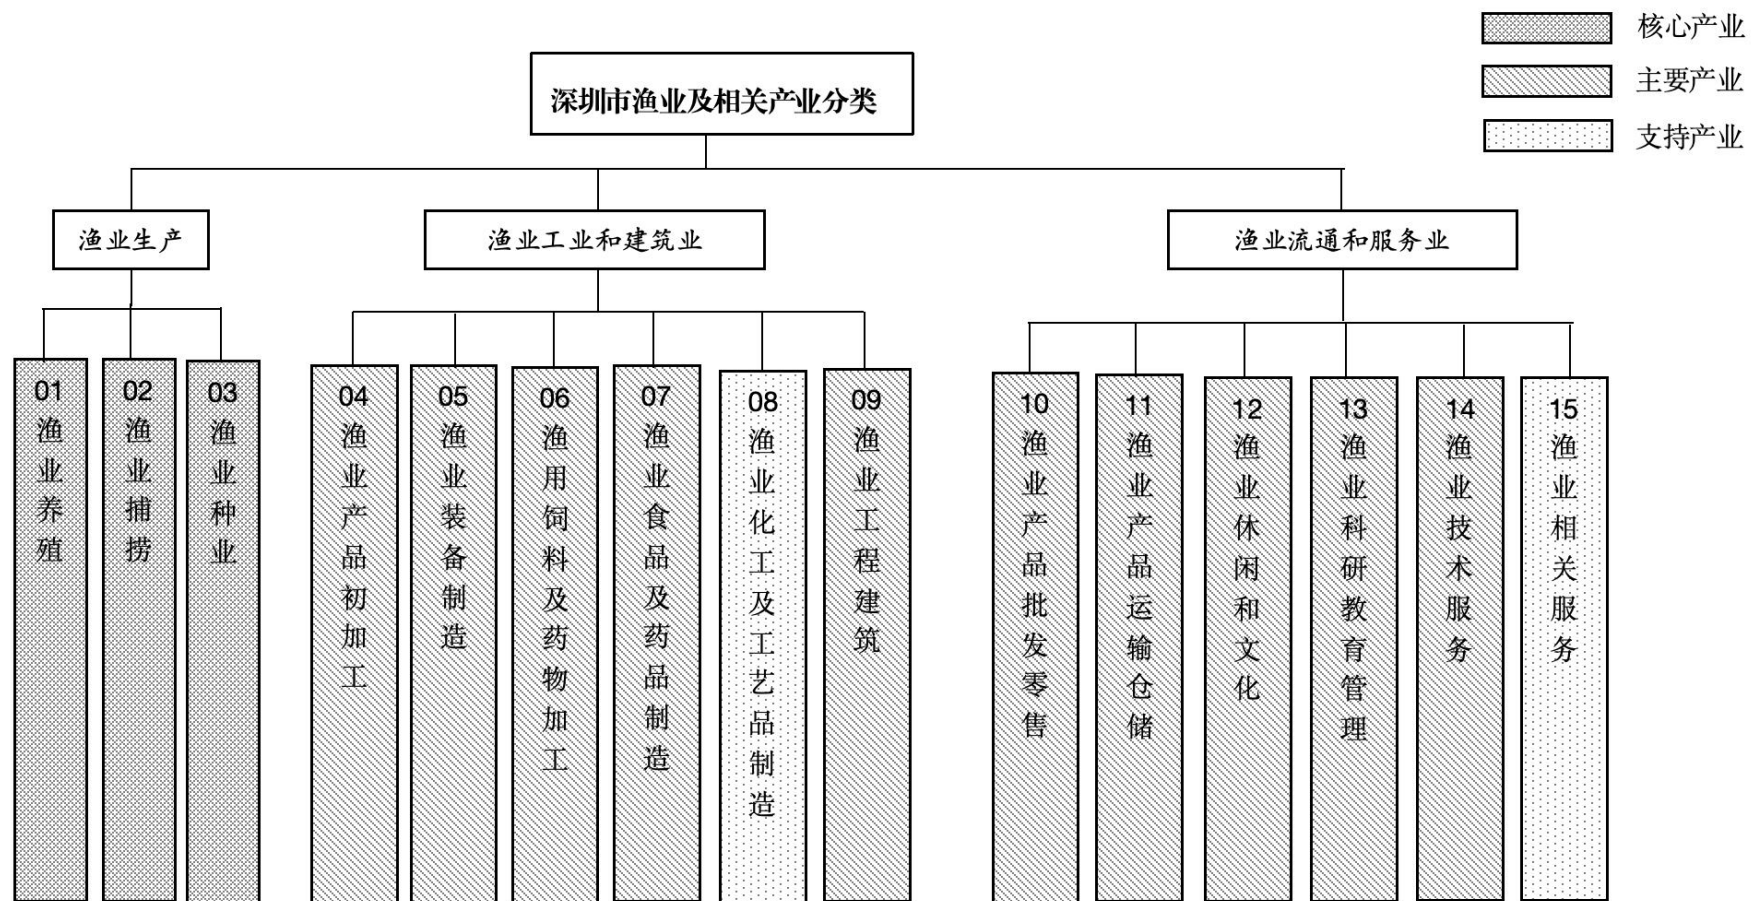 核心产业
主要产业
支持产业
深圳市渔业及相关产业分类
渔业生产
渔业工业和建筑业
渔业流通和服务业
01渔业养殖
02渔业捕捞
03渔业种业
04渔业产品初加工
05渔业装备制造
06渔用饲料及药物加工
07渔业食品及药品制造
08渔业化工及工艺品制造
09渔业工程建筑
10渔业产品批发零售
11渔业产品运输仓储
12渔业休闲和文化
13渔业科研教育管理
14渔业技术服务
15渔业相关服务